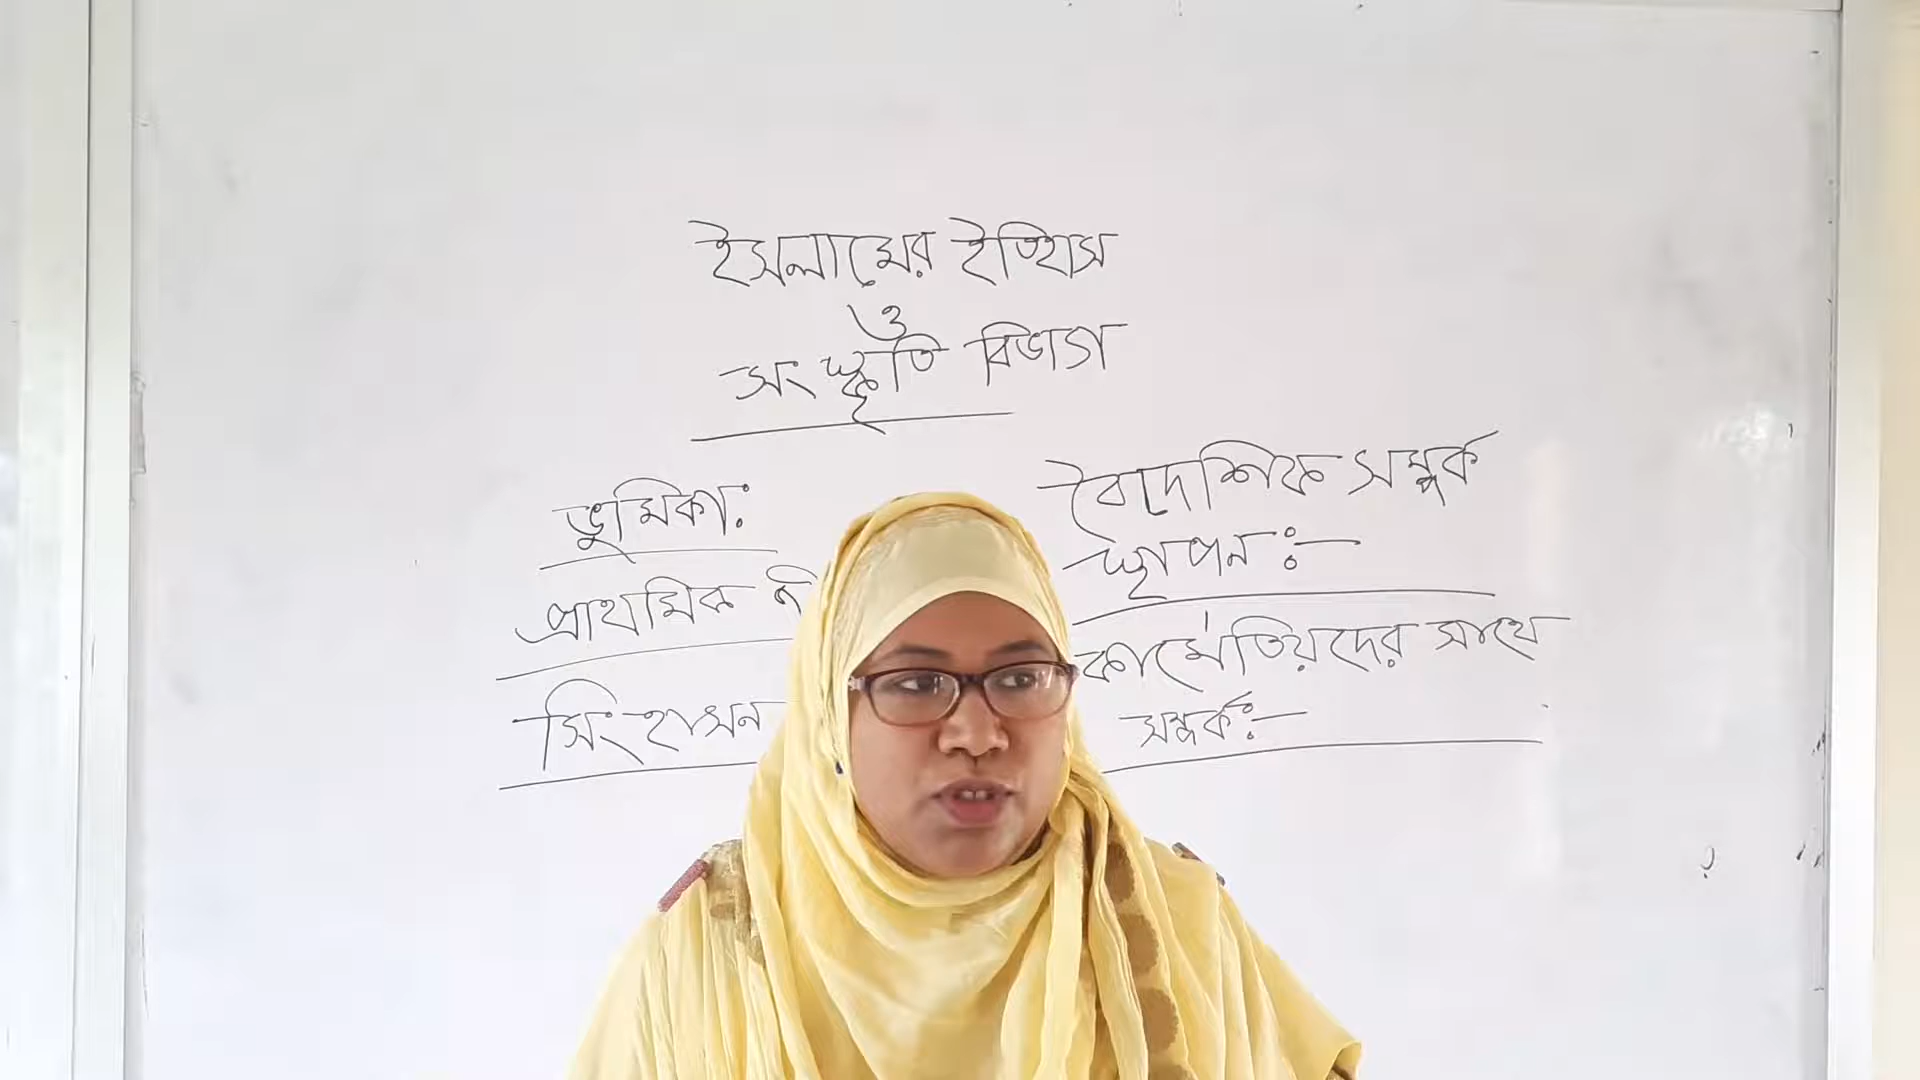 ইসলামের ইতিহাস
ও
সংস্কৃতি বিভাগ
ভুমিকা:
প্রাথমিক
সিংহাসন
বৈদেশিক সম্পর্ক
স্থাপন ঃ—
কার্মেতিয়দের সাথে
সম্পর্ক ঃ—